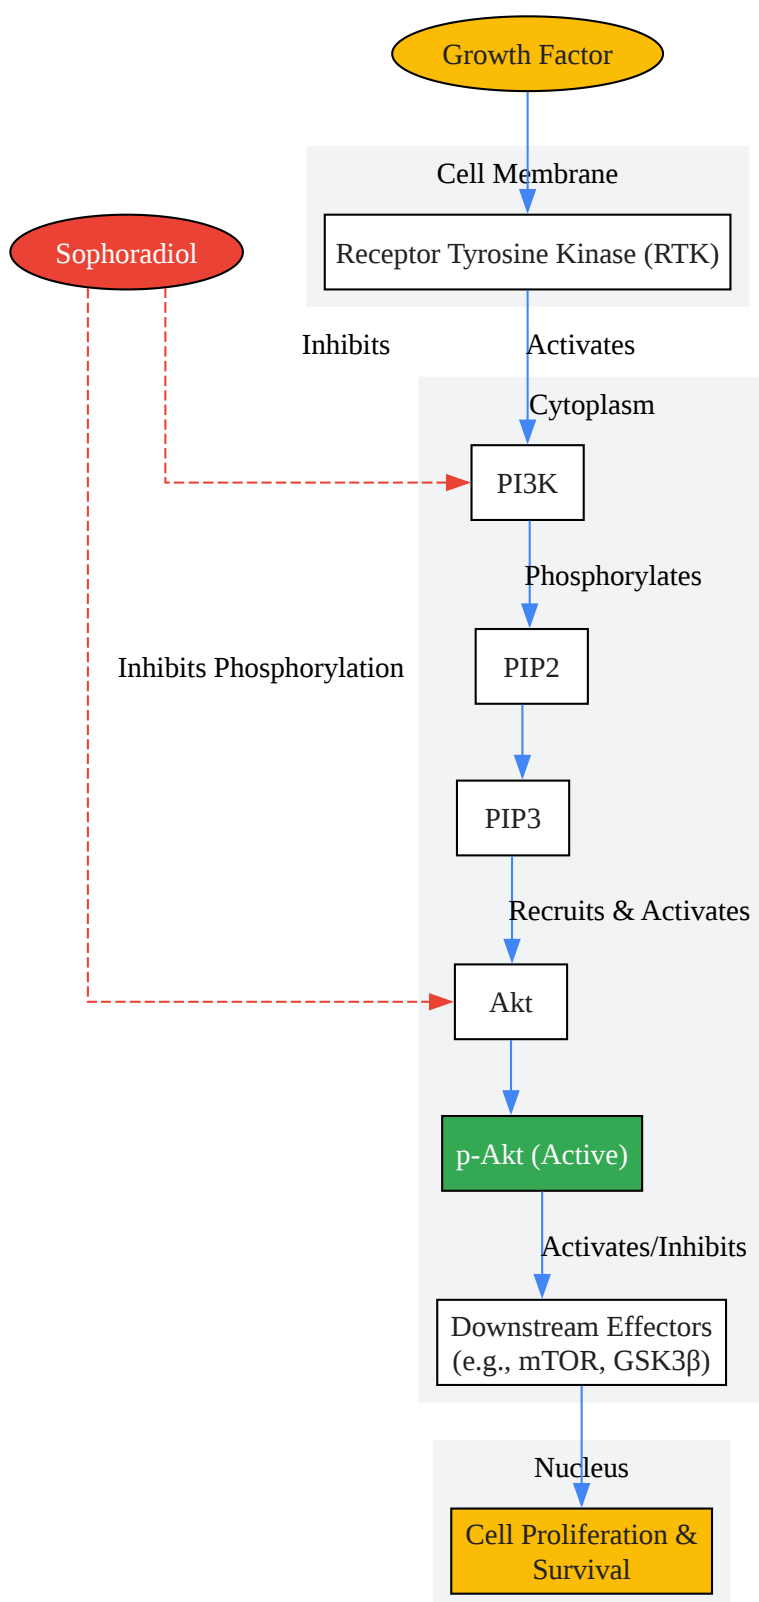 Growth Factor
Cell Membrane
Sophoradiol
Receptor Tyrosine Kinase (RTK)
Inhibits
Activates
Cytoplasm
PI3K
Phosphorylates
Inhibits Phosphorylation
PIP2
PIP3
Recruits & Activates
Akt
p-Akt (Active)
Activates/Inhibits
Downstream Effectors
(e.g., mTOR, GSK3β)
Nucleus
Cell Proliferation &
Survival